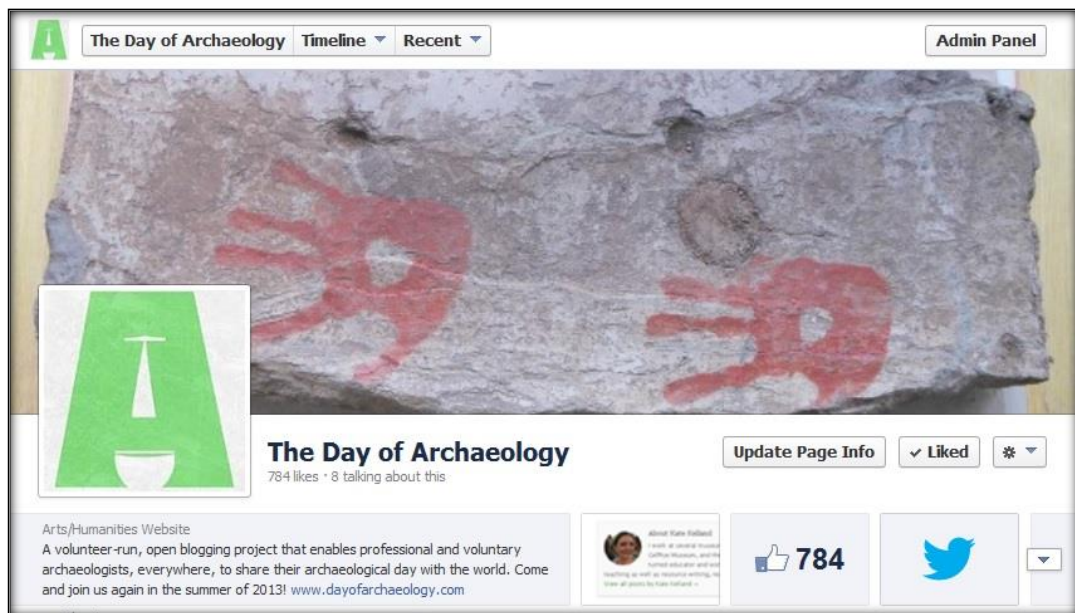 The Day of Archaeology Timeline Recent Admin Panel
The Day of Archaeology
784 likes · 8 talking about this
Update Page Info Liked
Arts/Humanities Website
A volunteer-run, open blogging project that enables professional and voluntary
archaeologists, everywhere, to share their archaeological day with the world. Come
and join us again in the summer of 2013! www.dayofarchaeology.com
784